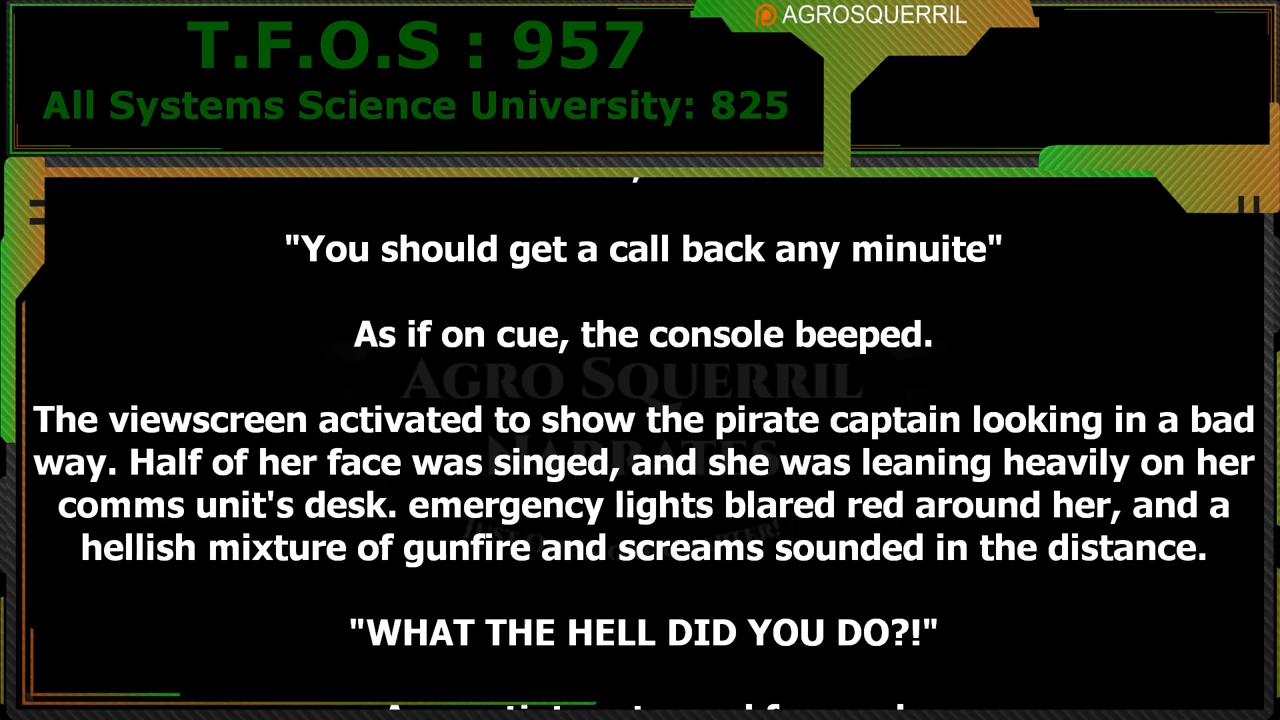 T.F.O.S : 957
AGROSQUERRIL
All Systems Science University: 825
"You should get a call back any minuite"
As if on cue, the console beeped.
AGRO SQUERRIL
NARRATES
The viewscreen activated to show the pirate captain looking in a bad
way. Half of her face was singed, and she was leaning heavily on her
comms unit's desk. emergency lights blared red around her, and a
hellish mixture of gunfire and screams sounded in the distance.
"WHAT THE HELL DID YOU DO?!"